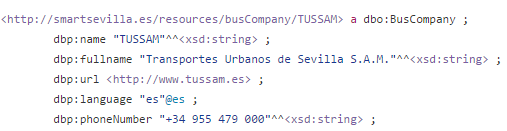 <http://smartsevilla.es/resources/busCompany/TUSSAM> a dbo:BusCompany ;
dbp:name "TUSSAM"^^<xsd:string> ;
dbp:fullname "Transportes Urbanos de Sevilla S.A.M."^^<xsd:string> ;
dbp:url <http://www.tussam.es> ;
dbp:language "es"@es ;
dbp:phoneNumber "+34 955 479 000"^^<xsd:string> ;